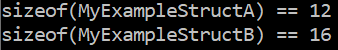 sizeof(MyExampleStructA) == 12
sizeof(MyExampleStructB) == 16